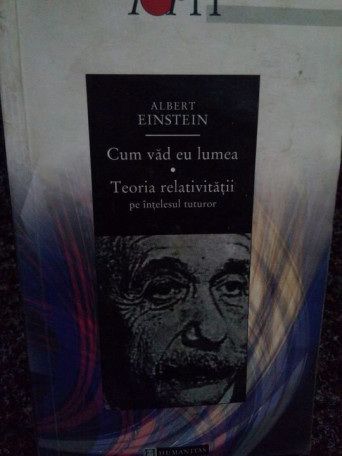 ALBERT
EINSTEIN
Cum văd eu lumea
•
Teoria relativității
pe înțelesul tuturor
HUMANITAS